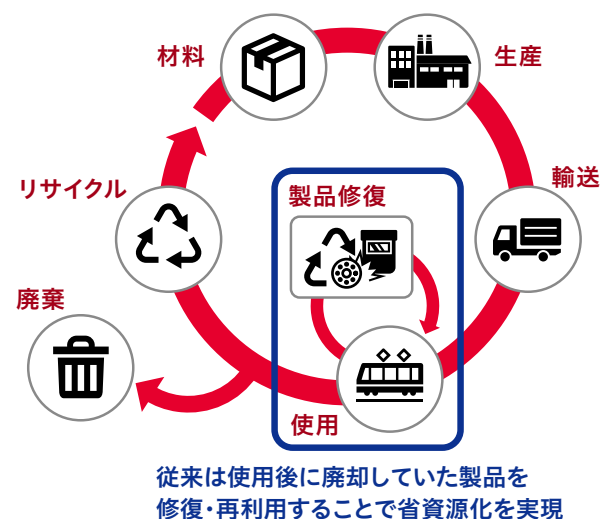 材料
生産
輸送
リサイクル
製品修復
廃棄
使用
従来は使用後に廃却していた製品を
修復・再利用することで省資源化を実現